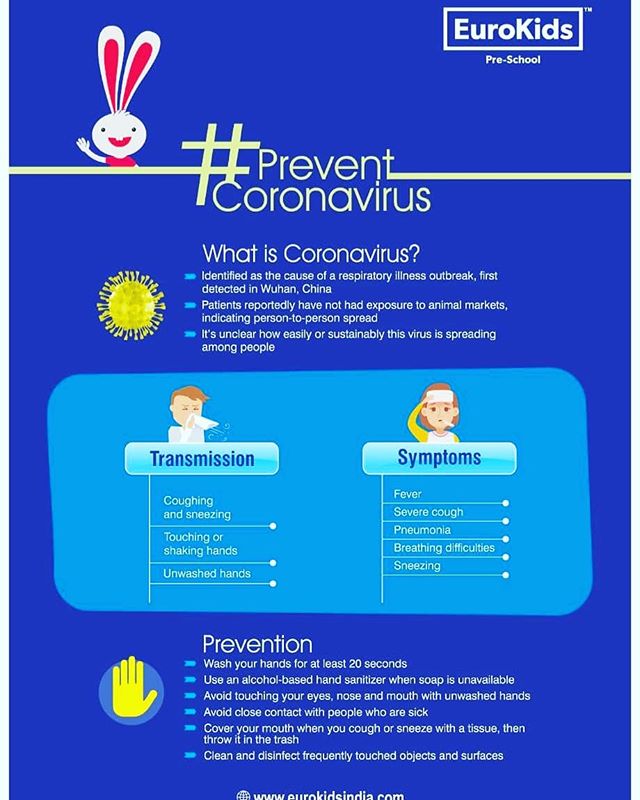 EuroKids™
Pre-School
#Prevent
Coronavirus
What is Coronavirus?
Identified as the cause of a respiratory illness outbreak, first
detected in Wuhan, China
Patients reportedly have not had exposure to animal markets,
indicating person-to-person spread
It's unclear how easily or sustainably this virus is spreading
among people
Transmission
Coughing
and sneezing
Touching or
shaking hands
Unwashed hands
Symptoms
Fever
Severe cough
Pneumonia
Breathing difficulties
Sneezing
Prevention
Wash your hands for at least 20 seconds
Use an alcohol-based hand sanitizer when soap is unavailable
Avoid touching your eyes, nose and mouth with unwashed hands
Avoid close contact with people who are sick
Cover your mouth when you cough or sneeze with a tissue, then
throw it in the trash
Clean and disinfect frequently touched objects and surfaces
www.eurokidsindia.com